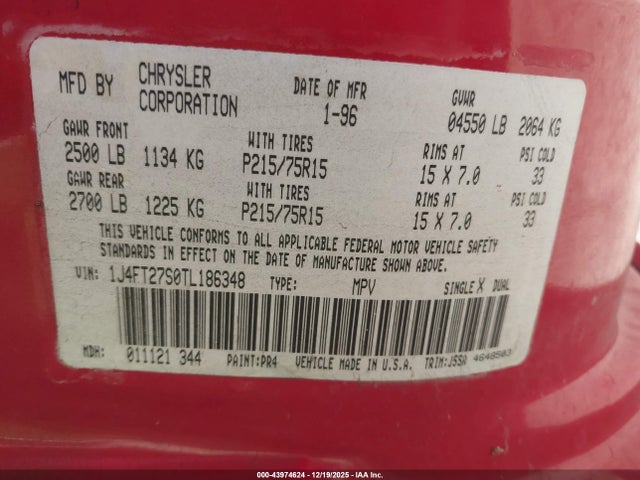 MFD BY CHRYSLER CORPORATION DATE OF MFR 1-96 GVWR 04550 LB 2064 KG
GAWR FRONT WITH TIRES RIMS AT PSI COLD
2500 LB 1134 KG P215/75R15 15 X 7.0 33
GAWR REAR WITH TIRES RIMS AT PSI COLD
2700 LB 1225 KG P215/75R15 15 X 7.0 33
THIS VEHICLE CONFORMS TO ALL APPLICABLE FEDERAL MOTOR VEHICLE SAFETY
STANDARDS IN EFFECT ON THE DATE OF MANUFACTURE SHOWN ABOVE.
VIN: 1J4FT27S0TL186348 TYPE: MPV SINGLE X DUAL
MDH: 011121 344 PAINT:PR4 VEHICLE MADE IN U.S.A. TRIM:J5SA 4648503
000-43974624 - 12/19/2025 - IAA Inc.